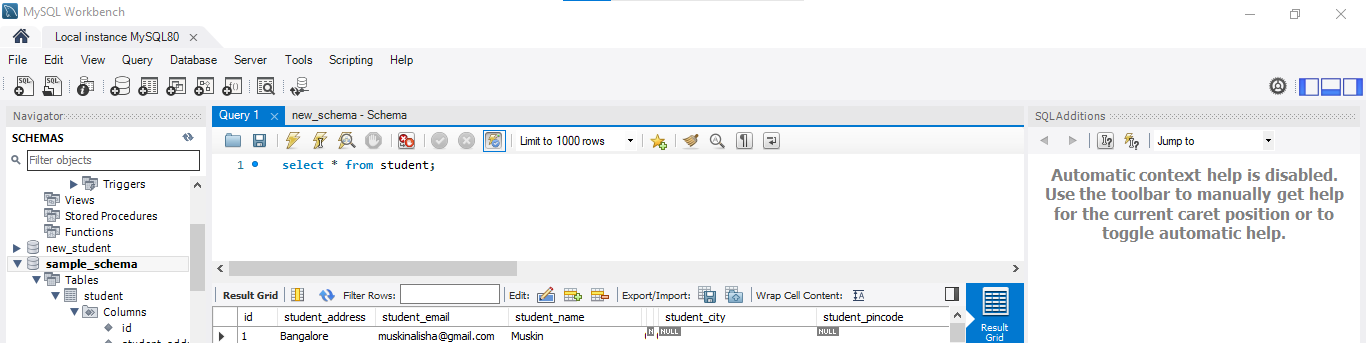 MySQL Workbench
Local instance MySQL80
File Edit View Query Database Server Tools Scripting Help
Navigator
SCHEMAS
Filter objects
Triggers
Views
Stored Procedures
Functions
new_student
sample_schema
Tables
student
Columns
id
Query 1
new_schema - Schema
Limit to 1000 rows
1 select * from student;
Result Grid Filter Rows: Edit: Export/Import: Wrap Cell Content:
id student_address student_email student_name student_city student_pincode
1 Bangalore muskinalisha@gmail.com Muskin N NULL NULL
Result
Grid
SQLAdditions
Jump to
Automatic context help is disabled.
Use the toolbar to manually get help
for the current caret position or to
toggle automatic help.